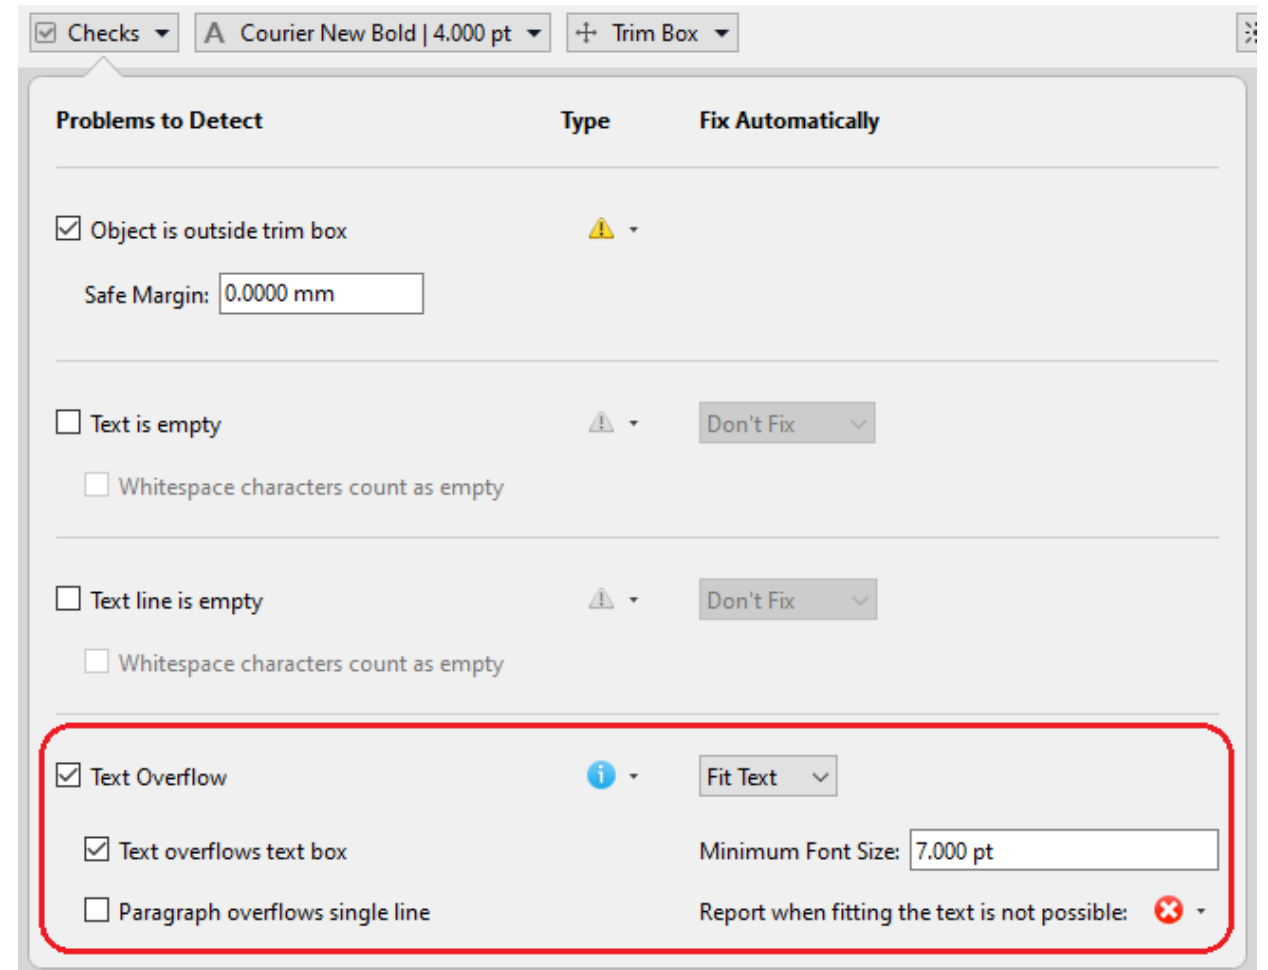 Checks A Courier New Bold | 4.000 pt Trim Box
Problems to Detect Type Fix Automatically
Object is outside trim box
Safe Margin: 0.0000 mm
Text is empty Don't Fix
Whitespace characters count as empty
Text line is empty Don't Fix
Whitespace characters count as empty
Text Overflow Fit Text
Text overflows text box Minimum Font Size: 7.000 pt
Paragraph overflows single line Report when fitting the text is not possible: